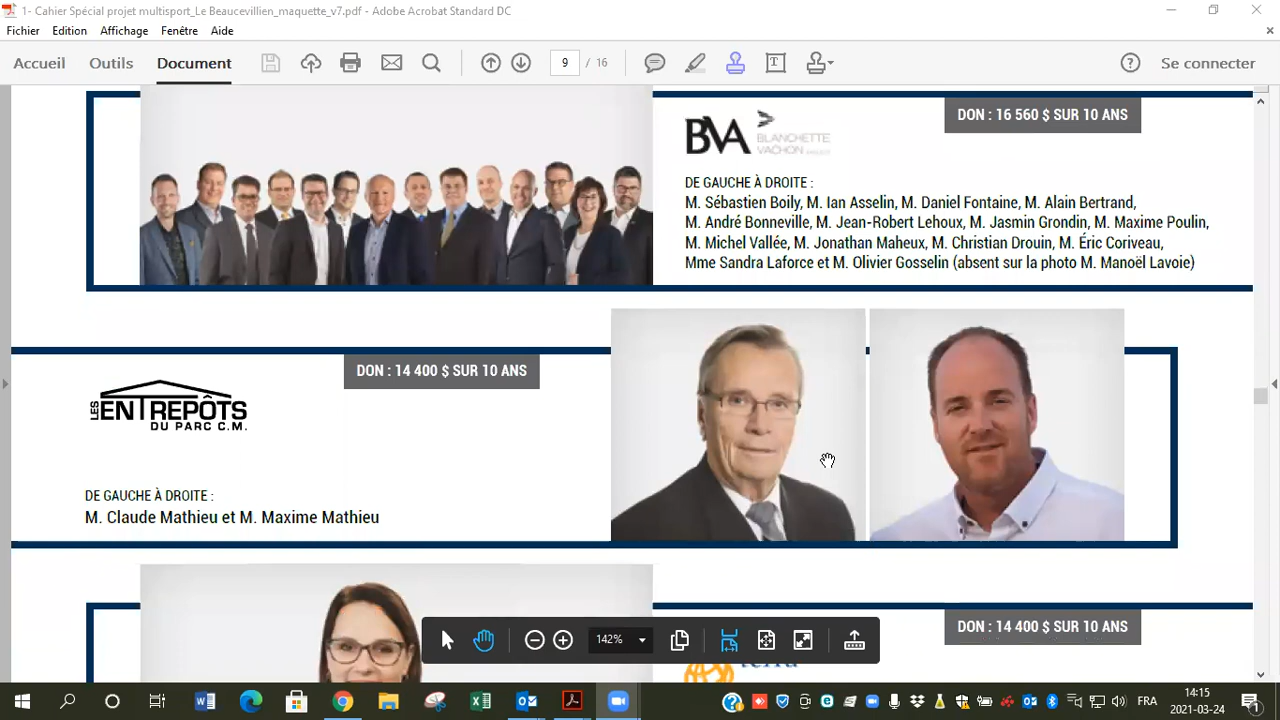 1- Cahier Spécial projet multisport_Le Beaucevillien_maquette_v7.pdf - Adobe Acrobat Standard DC
Fichier Edition Affichage Fenêtre Aide
Accueil Outils Document 9 / 16 Se connecter
DON : 16 560 $ SUR 10 ANS
BVA BLANCHETTE VACHON
DE GAUCHE À DROITE :
M. Sébastien Boily, M. Ian Asselin, M. Daniel Fontaine, M. Alain Bertrand,
M. André Bonneville, M. Jean-Robert Lehoux, M. Jasmin Grondin, M. Maxime Poulin,
M. Michel Vallée, M. Jonathan Maheux, M. Christian Drouin, M. Éric Coriveau,
Mme Sandra Laforce et M. Olivier Gosselin (absent sur la photo M. Manoël Lavoie)
DON : 14 400 $ SUR 10 ANS
LES ENTREPÔTS
DU PARC C.M.
DE GAUCHE À DROITE :
M. Claude Mathieu et M. Maxime Mathieu
DON : 14 400 $ SUR 10 ANS
142%
FRA
14:15
2021-03-24